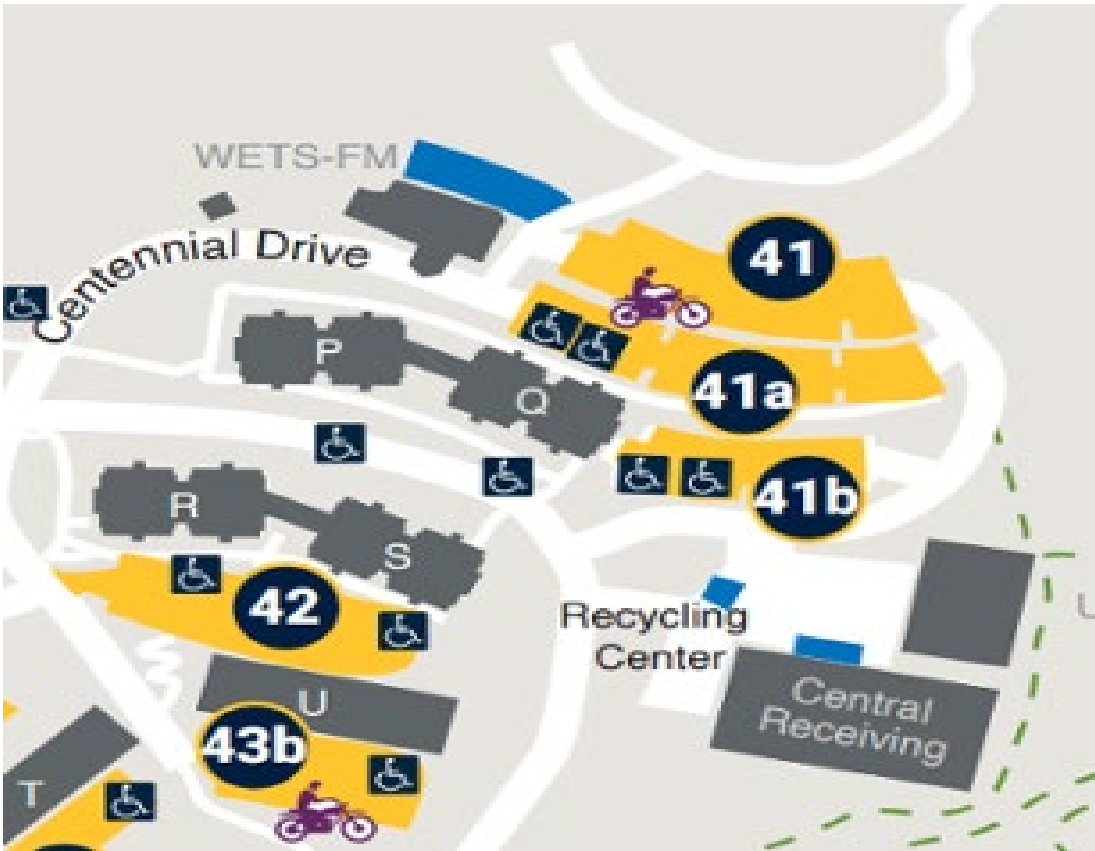 WETS-FM
Centennial Drive
41
P
41a
Q
41b
R
S
42
Recycling
Center
U
Central
Receiving
43b
T